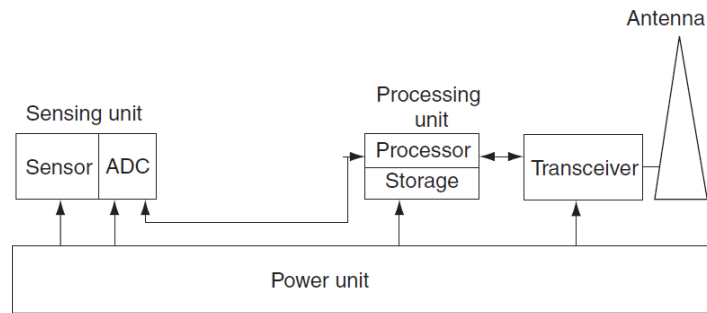 Antenna
Sensing unit
Processing
unit
Sensor
ADC
Processor
Storage
Transceiver
Power unit